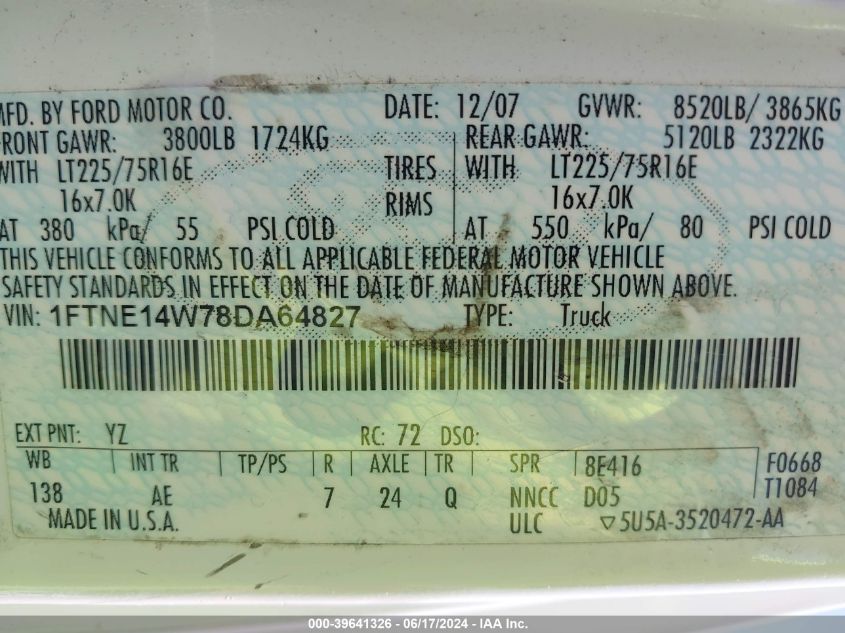 MFD. BY FORD MOTOR CO. DATE: 12/07 GVWR: 8520LB/ 3865KG
FRONT GAWR: 3800LB 1724KG REAR GAWR: 5120LB 2322KG
WITH LT225/75R16E TIRES WITH LT225/75R16E
16x7.0K RIMS 16x7.0K
AT 380 kPa/ 55 PSI COLD AT 550 kPa/ 80 PSI COLD
THIS VEHICLE CONFORMS TO ALL APPLICABLE FEDERAL MOTOR VEHICLE
SAFETY STANDARDS IN EFFECT ON THE DATE OF MANUFACTURE SHOWN ABOVE.
VIN: 1FTNE14W78DA64827 TYPE: Truck
EXT PNT: YZ RC: 72 DSO:
WB INT TR TP/PS R AXLE TR SPR 8E416 F0668
138 AE 7 24 Q NNCC D05 T1084
MADE IN U.S.A. ULC ▽5U5A-3520472-AA
000-39641326 - 06/17/2024 - IAA Inc.